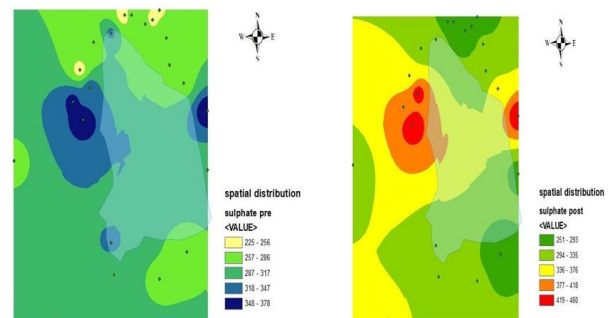 N
W E
S
spatial distribution
sulphate pre
<VALUE>
225 - 256
257 - 286
287 - 317
318 - 347
348 - 378
N
W E
S
spatial distribution
sulphate post
<VALUE>
251 - 293
294 - 335
336 - 376
377 - 418
419 - 460